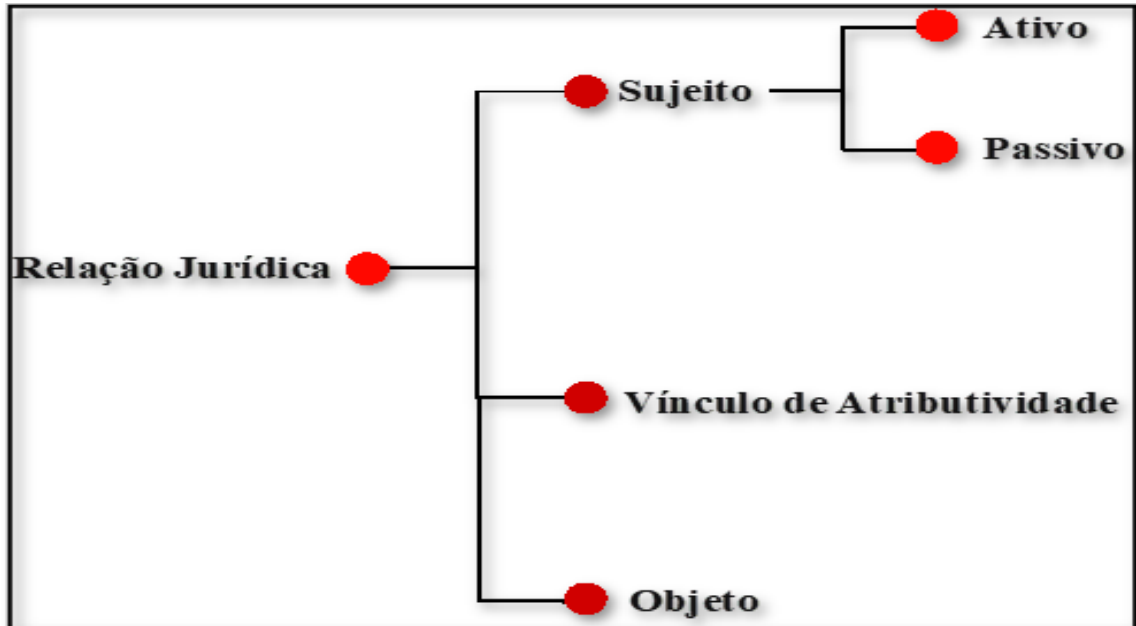 Ativo
Sujeito
Passivo
Relação Jurídica
Vínculo de Atributividade
Objeto